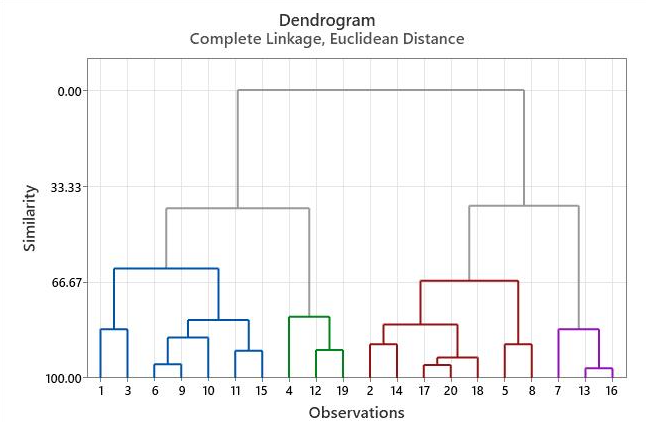 Dendrogram
Complete Linkage, Euclidean Distance
0.00
33.33
66.67
100.00
Similarity
1 3 6 9 10 11 15 4 12 19 2 14 17 20 18 5 8 7 13 16
Observations